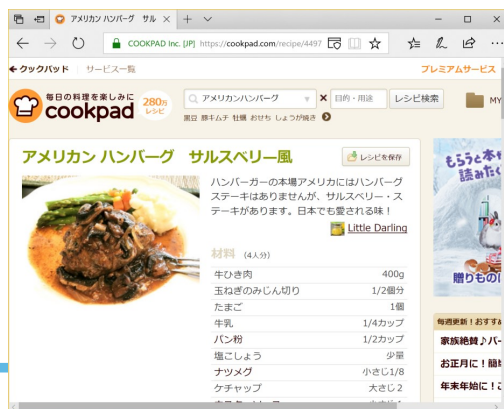 アメリカン ハンバーグ サル
COOKPAD Inc. [JP] https://cookpad.com/recipe/4497
クックパッド サービス一覧
プレミアムサービス
毎日の料理を楽しみに
cookpad
280万
レシピ
アメリカンハンバーグ
目的・用途
レシピ検索
MY
黒豆 豚キムチ 牡蠣 おせち しょうが焼き
アメリカン ハンバーグ サルスベリー風
レシピを保存
ハンバーガーの本場アメリカにはハンバーグ
ステーキはありませんが、サルスベリー・ス
テーキがあります。日本でも愛される味！
Little Darling
材料 (4人分)
牛ひき肉 400g
玉ねぎのみじん切り 1/2個分
たまご 1個
牛乳 1/4カップ
パン粉 1/2カップ
塩こしょう 少量
ナツメグ 小さじ1/8
ケチャップ 大さじ2
もらって
読みたく
贈りもの
毎週更新！おすす
家族絶賛♪バー
お正月に！簡
年末年始に！